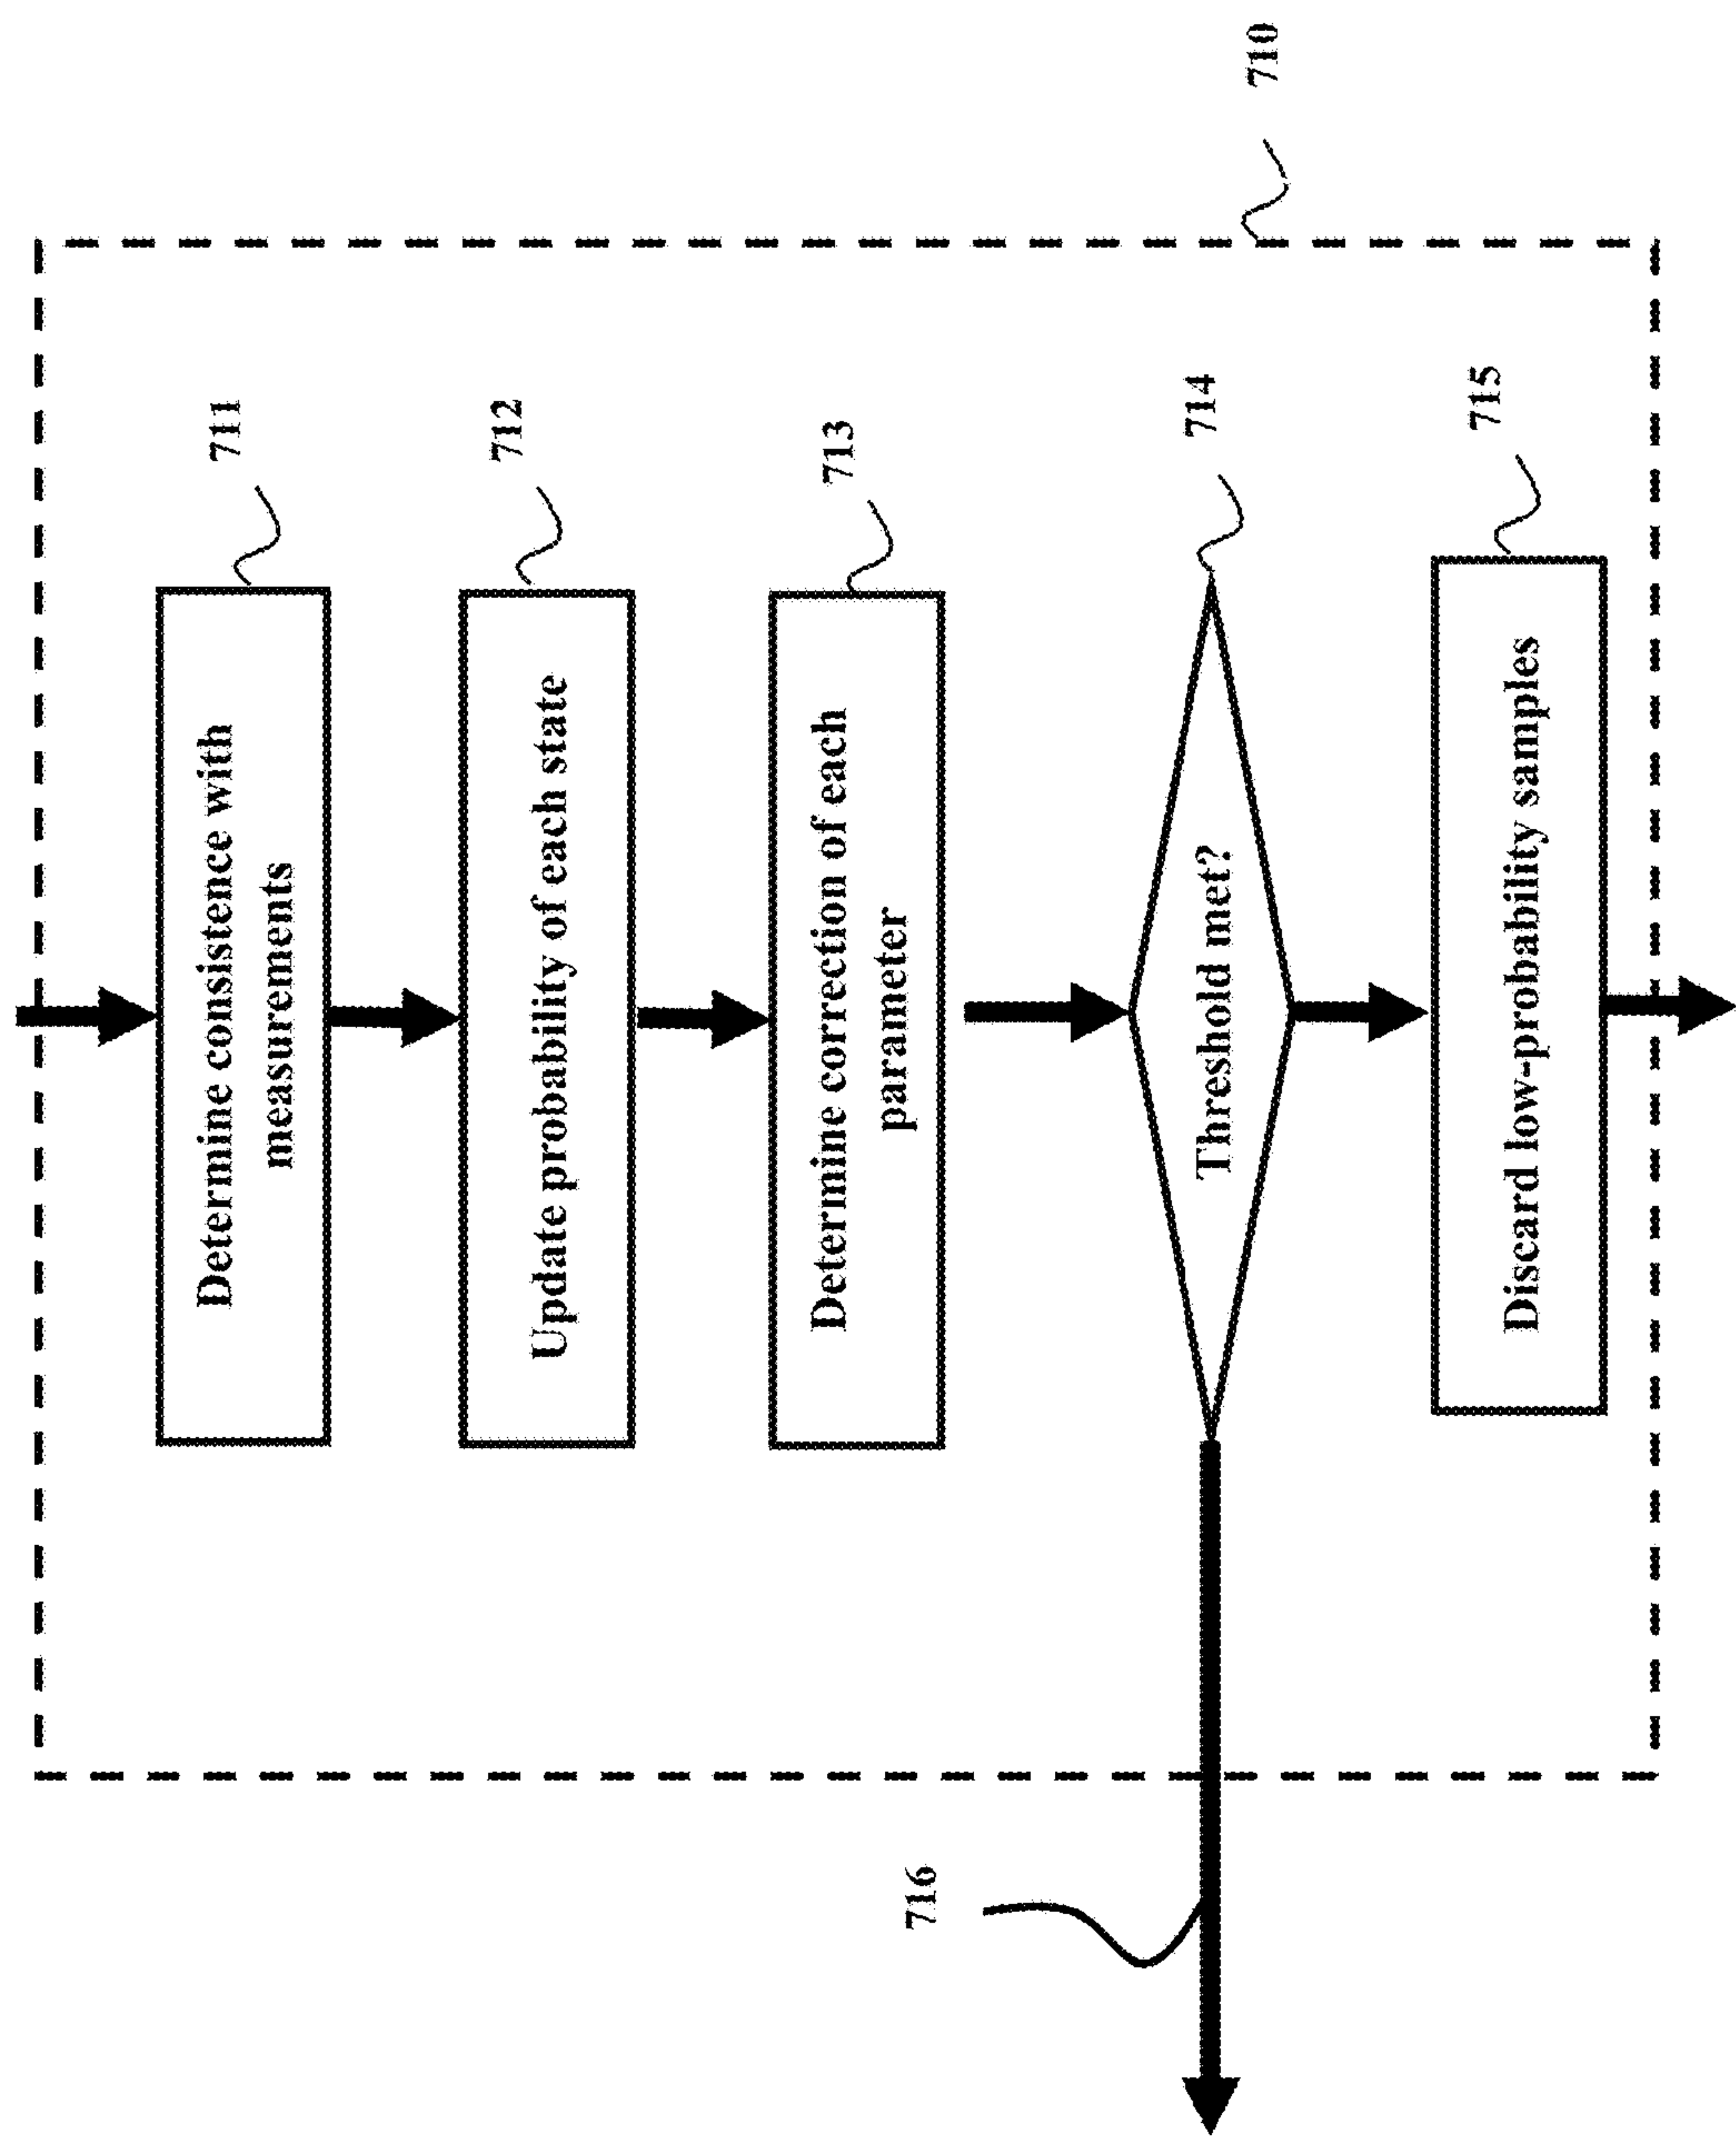 710
711
Determine consistence with
measurements
712
Update probability of each state
713
Determine correction of each
parameter
714
Threshold met?
716
715
Discard low-probability samples